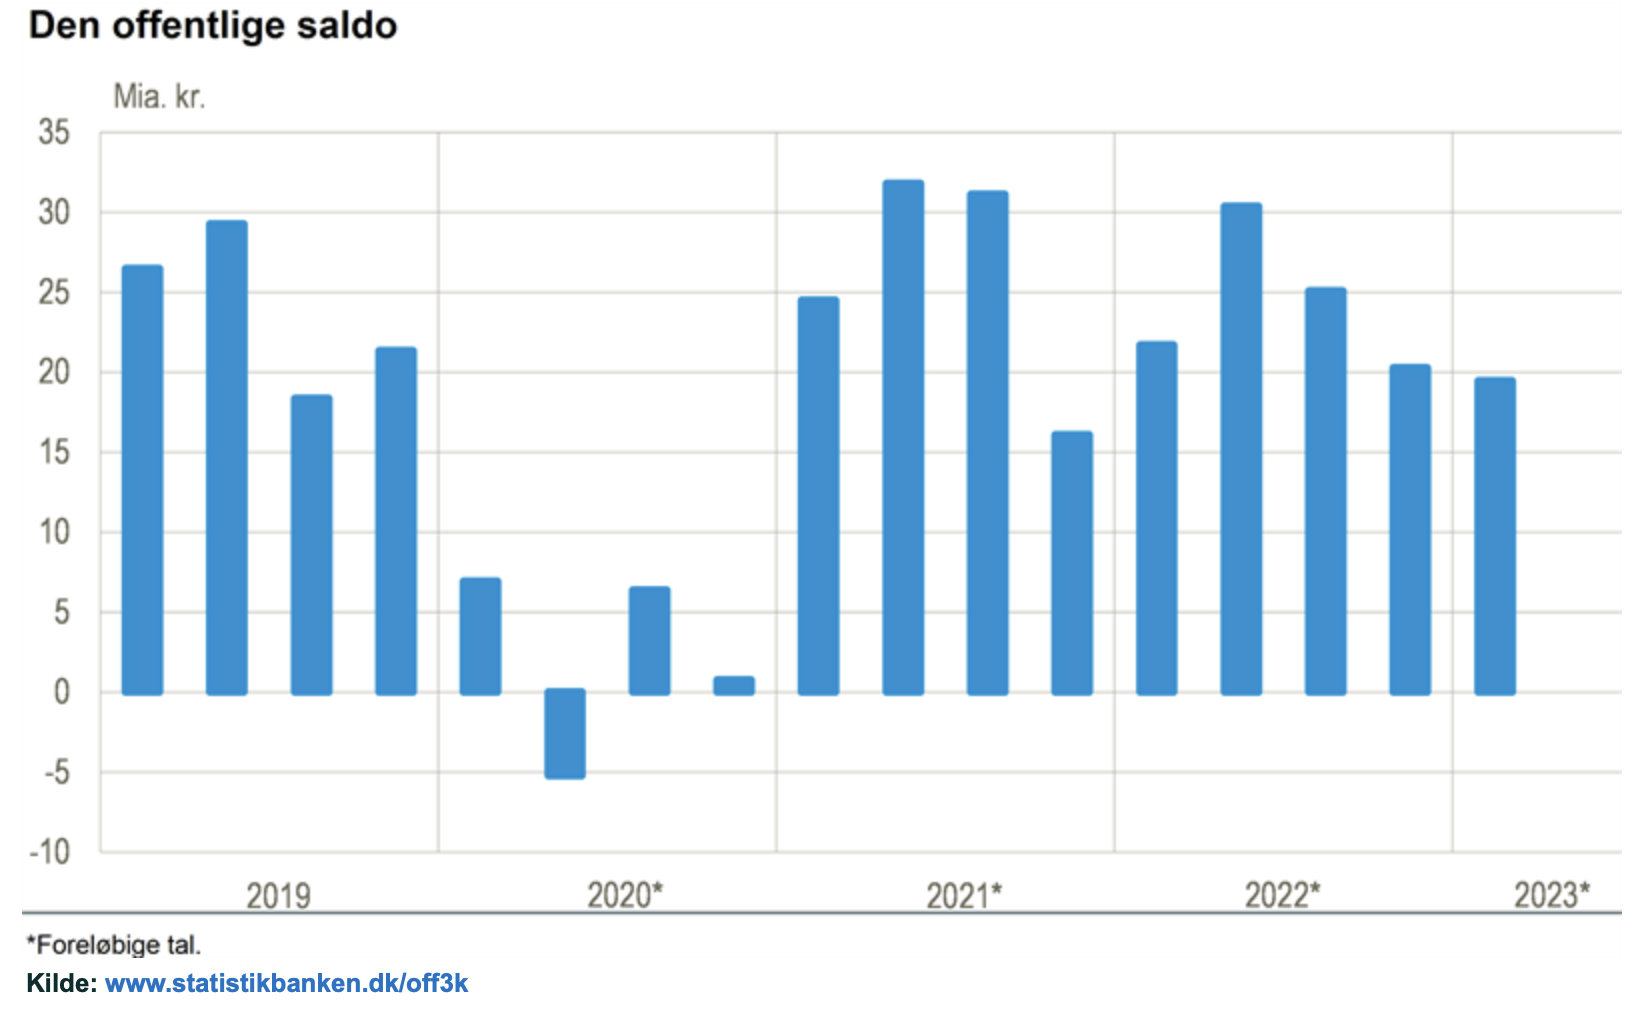 Den offentlige saldo
Mia. kr.
35
30
25
20
15
10
5
0
-5
-10
2019 2020* 2021* 2022* 2023*
*Foreløbige tal.
Kilde: www.statistikbanken.dk/off3k